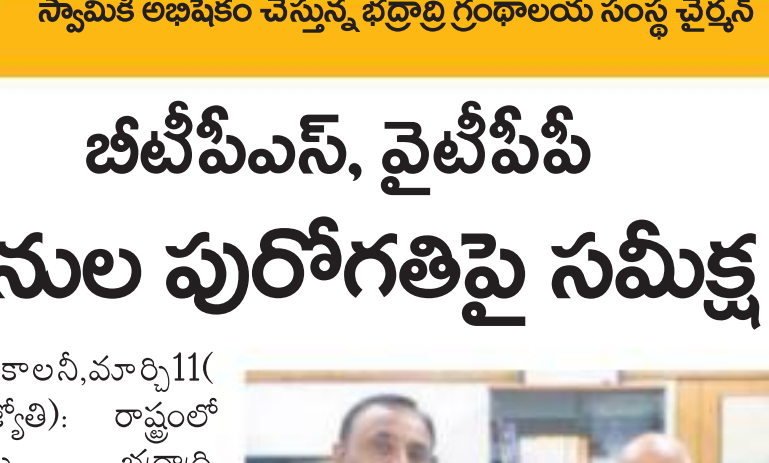 స్వామికి అభిషేకం చేస్తున్న భద్రాద్రి గ్రంథాలయ సంస్థ చైర్మన్
బీటీపీఎస్, వైటీపీపీ
నుల పురోగతిపై సమీక్ష
కాలనీ,మార్చి11(
జ్యోతి): రాష్ట్రంలో